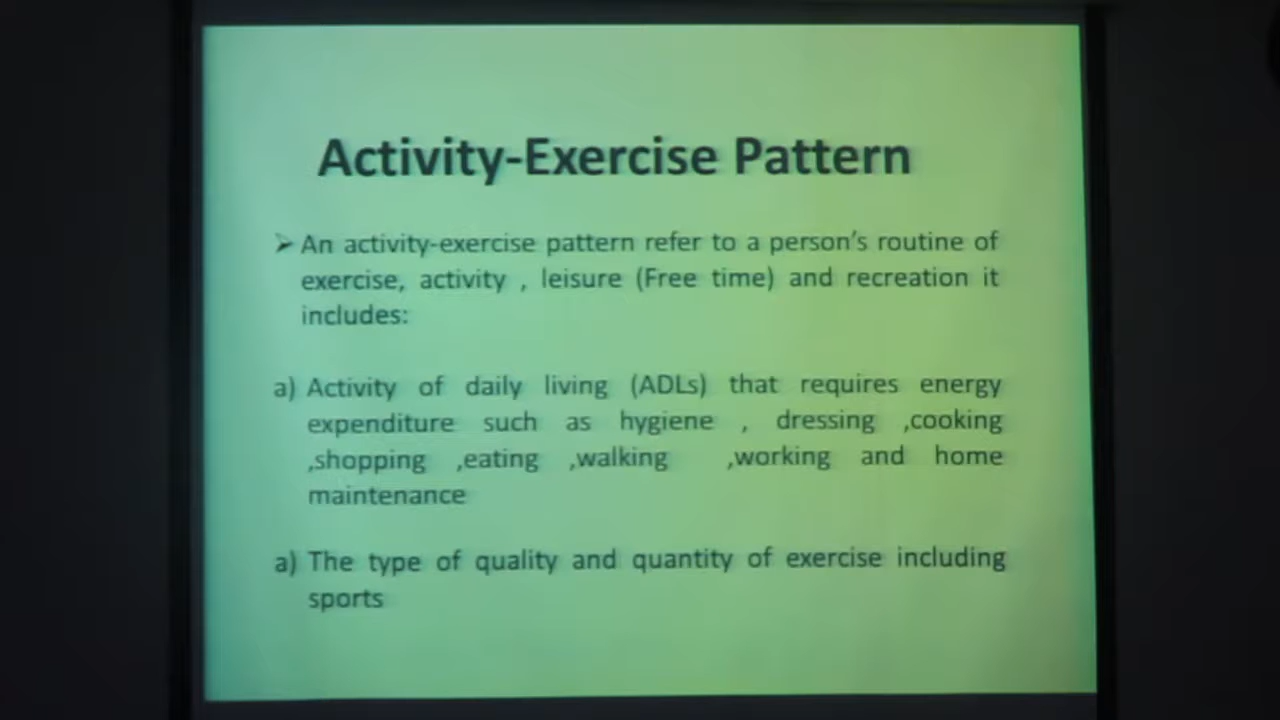 Activity-Exercise Pattern
➢ An activity-exercise pattern refer to a person's routine of
exercise, activity , leisure (Free time) and recreation it
includes:
a) Activity of daily living (ADLs) that requires energy
expenditure such as hygiene , dressing ,cooking
,shopping ,eating ,walking ,working and home
maintenance
a) The type of quality and quantity of exercise including
sports